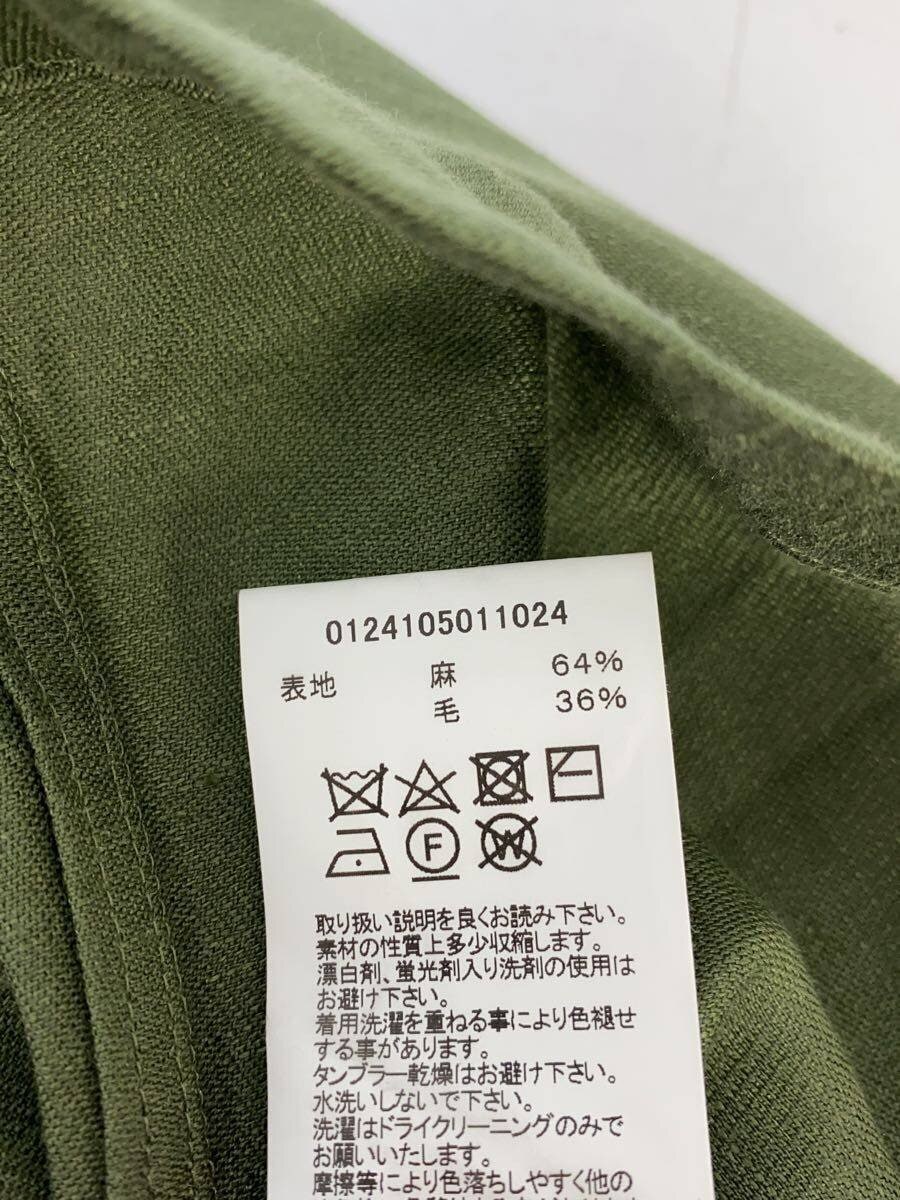 0124105011024
表地 麻 64%
毛 36%
F W
取り扱い説明を良くお読み下さい。
素材の性質上多少収縮します。
漂白剤、蛍光剤入り洗剤の使用は
お避け下さい。
着用洗濯を重ねる事により色褪せ
する事があります。
タンブラー乾燥はお避け下さい。
水洗いしないで下さい。
洗濯はドライクリーニングのみで
お願いいたします。
摩擦等により色落ちしやすく他の